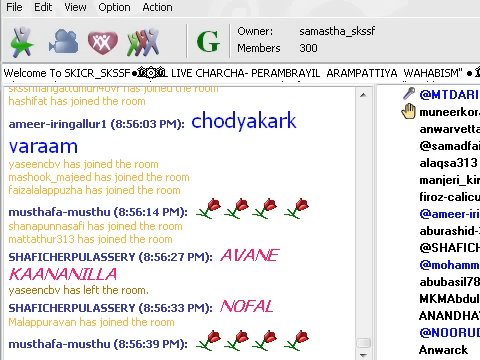 File Edit View Option Action
G
Owner: samastha_skssf
Members 300
Welcome To SKICR_SKSSF LIVE CHARCHA- PERAMBRAYIL ARAMPATTIYA WAHABISM"
hashifat has joined the room
ameer-iringallur1 (8:56:03 PM): chodyakark
varaam
yaseencbv has joined the room
mashook_majeed has joined the room
faizalalappuzha has joined the room
musthafa-musthu (8:56:14 PM):
shanapunnasafi has joined the room
mattathur313 has joined the room
SHAFICHERPULASSERY (8:56:27 PM): AVANE
KAANANILLA
yaseencbv has left the room.
SHAFICHERPULASSERY (8:56:33 PM): NOFAL
Malappuravan has joined the room
musthafa-musthu (8:56:39 PM):
@MTDARI
muneerkora
anwarvetta
@samadfai
alaqsa313
manjeri_kin
firoz-calicu
@ameer-iri
aburashid-
@SHAFICH
@mohamm
abubasil78
MKMAbdul
ANANDHA
@NOORUD
Anwarck